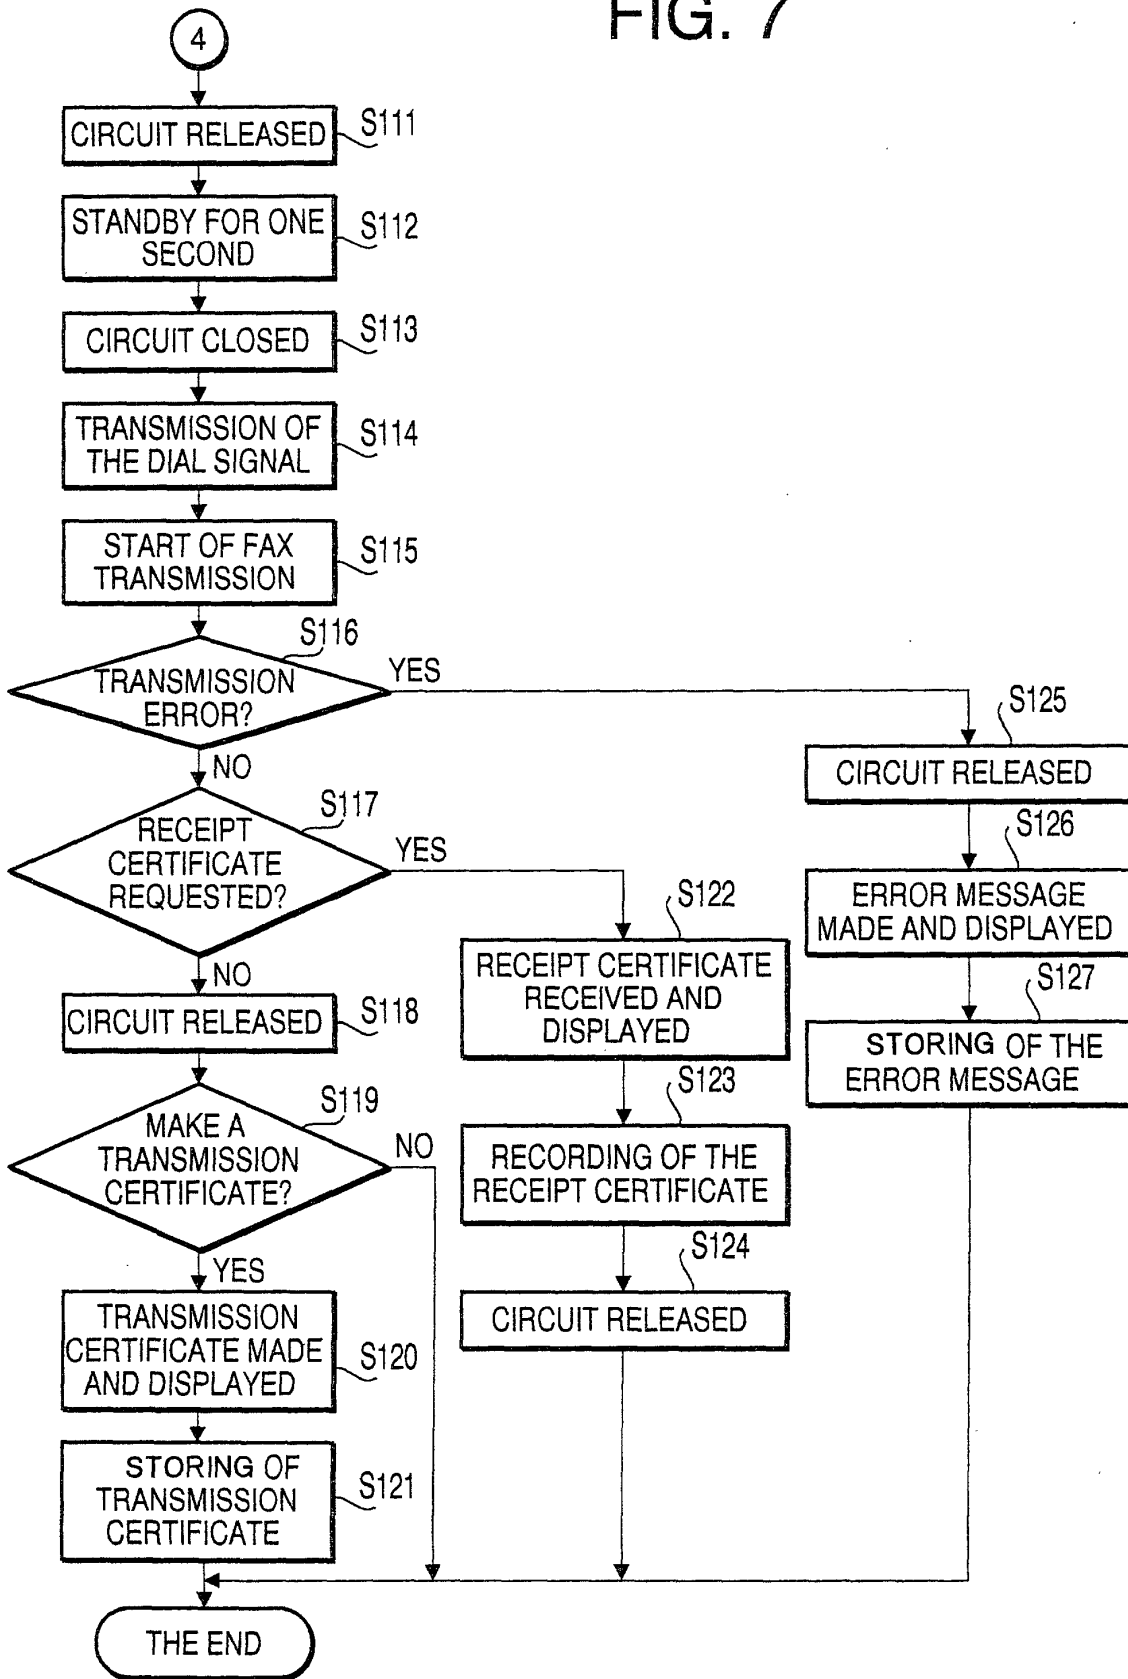 FIG. 7
4
CIRCUIT RELEASED
S111
STANDBY FOR ONE
SECOND
S112
CIRCUIT CLOSED
S113
TRANSMISSION OF
THE DIAL SIGNAL
S114
START OF FAX
TRANSMISSION
S115
S116
TRANSMISSION
ERROR?
YES
NO
S117
RECEIPT
CERTIFICATE
REQUESTED?
YES
NO
CIRCUIT RELEASED
S118
S119
MAKE A
TRANSMISSION
CERTIFICATE?
NO
YES
TRANSMISSION
CERTIFICATE MADE
AND DISPLAYED
S120
STORING OF
TRANSMISSION
CERTIFICATE
S121
S122
RECEIPT CERTIFICATE
RECEIVED AND
DISPLAYED
S123
RECORDING OF THE
RECEIPT CERTIFICATE
S124
CIRCUIT RELEASED
S125
CIRCUIT RELEASED
S126
ERROR MESSAGE
MADE AND DISPLAYED
S127
STORING OF THE
ERROR MESSAGE
THE END